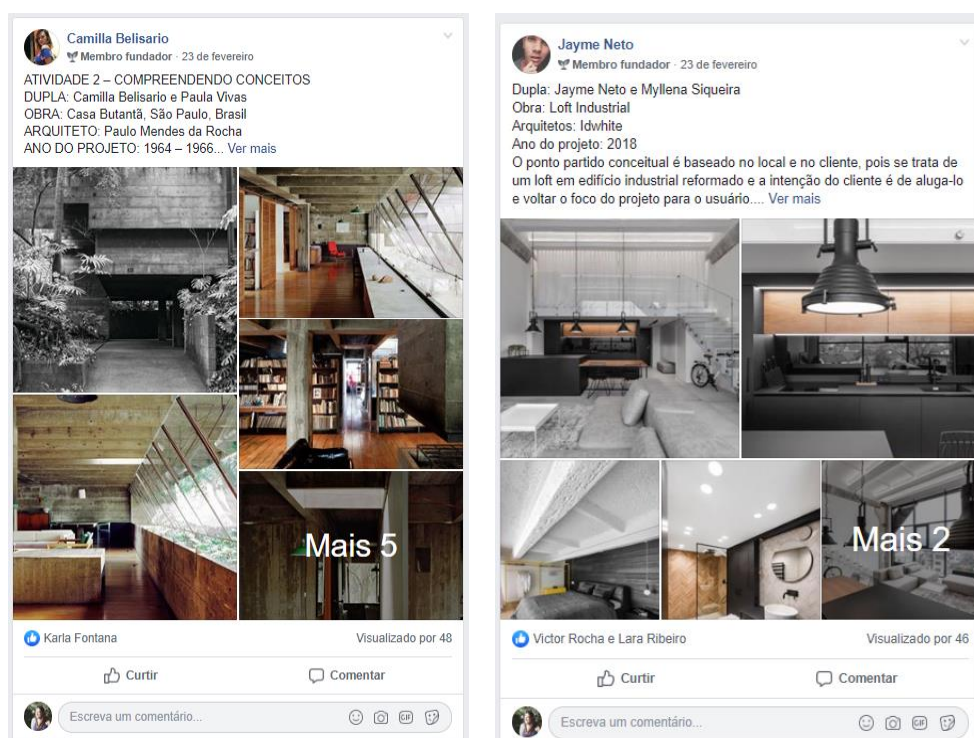 Camilla Belisario
Membro fundador · 23 de fevereiro
ATIVIDADE 2 – COMPREENDENDO CONCEITOS
DUPLA: Camilla Belisario e Paula Vivas
OBRA: Casa Butantã, São Paulo, Brasil
ARQUITETO: Paulo Mendes da Rocha
ANO DO PROJETO: 1964 – 1966... Ver mais
Mais 5
Karla Fontana
Visualizado por 48
Curtir
Comentar
Escreva um comentário...
GIF
Jayme Neto
Membro fundador · 23 de fevereiro
Dupla: Jayme Neto e Myllena Siqueira
Obra: Loft Industrial
Arquitetos: Idwhite
Ano do projeto: 2018
O ponto partido conceitual é baseado no local e no cliente, pois se trata de
um loft em edifício industrial reformado e a intenção do cliente é de aluga-lo
e voltar o foco do projeto para o usuário.... Ver mais
Mais 2
Victor Rocha e Lara Ribeiro
Visualizado por 46
Curtir
Comentar
Escreva um comentário...
GIF